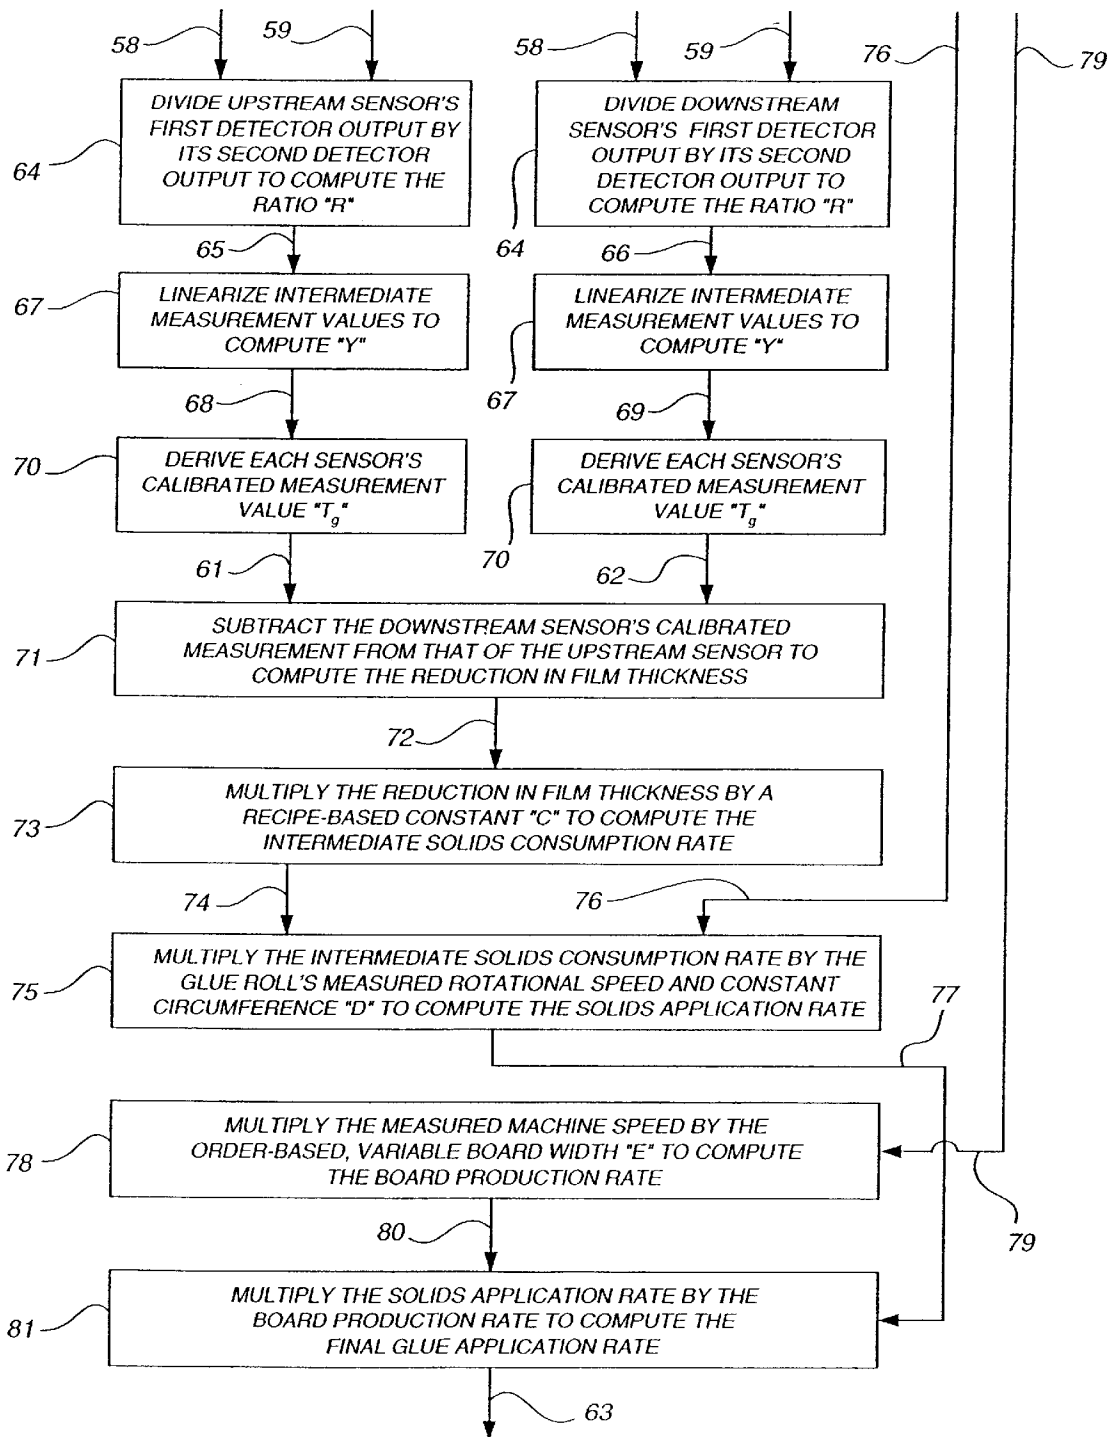 58
59
58
59
76
79
DIVIDE UPSTREAM SENSOR'S
FIRST DETECTOR OUTPUT BY
ITS SECOND DETECTOR
OUTPUT TO COMPUTE THE
RATIO "R"
64
DIVIDE DOWNSTREAM
SENSOR'S FIRST DETECTOR
OUTPUT BY ITS SECOND
DETECTOR OUTPUT TO
COMPUTE THE RATIO "R"
64
65
66
67
LINEARIZE INTERMEDIATE
MEASUREMENT VALUES TO
COMPUTE "Y"
LINEARIZE INTERMEDIATE
MEASUREMENT VALUES TO
COMPUTE "Y"
67
68
69
70
DERIVE EACH SENSOR'S
CALIBRATED MEASUREMENT
VALUE "Tg"
DERIVE EACH SENSOR'S
CALIBRATED MEASUREMENT
VALUE "Tg"
70
61
62
71
SUBTRACT THE DOWNSTREAM SENSOR'S CALIBRATED
MEASUREMENT FROM THAT OF THE UPSTREAM SENSOR TO
COMPUTE THE REDUCTION IN FILM THICKNESS
72
73
MULTIPLY THE REDUCTION IN FILM THICKNESS BY A
RECIPE-BASED CONSTANT "C" TO COMPUTE THE
INTERMEDIATE SOLIDS CONSUMPTION RATE
74
76
75
MULTIPLY THE INTERMEDIATE SOLIDS CONSUMPTION RATE BY THE
GLUE ROLL'S MEASURED ROTATIONAL SPEED AND CONSTANT
CIRCUMFERENCE "D" TO COMPUTE THE SOLIDS APPLICATION RATE
77
78
MULTIPLY THE MEASURED MACHINE SPEED BY THE
ORDER-BASED, VARIABLE BOARD WIDTH "E" TO COMPUTE
THE BOARD PRODUCTION RATE
79
80
81
MULTIPLY THE SOLIDS APPLICATION RATE BY THE
BOARD PRODUCTION RATE TO COMPUTE THE
FINAL GLUE APPLICATION RATE
63